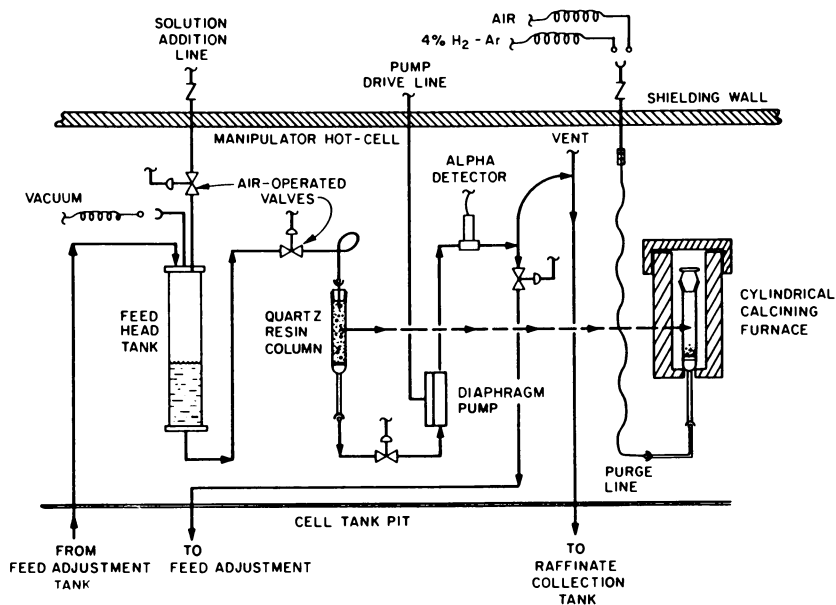 SOLUTION
ADDITION
LINE
AIR
4% H2 - Ar
PUMP
DRIVE LINE
SHIELDING WALL
MANIPULATOR HOT-CELL
VENT
ALPHA
DETECTOR
AIR-OPERATED
VALVES
VACUUM
FEED
HEAD
TANK
QUARTZ
RESIN
COLUMN
CYLINDRICAL
CALCINING
FURNACE
DIAPHRAGM
PUMP
PURGE
LINE
CELL TANK PIT
FROM
FEED ADJUSTMENT
TANK
TO
FEED ADJUSTMENT
TO
RAFFINATE
COLLECTION
TANK